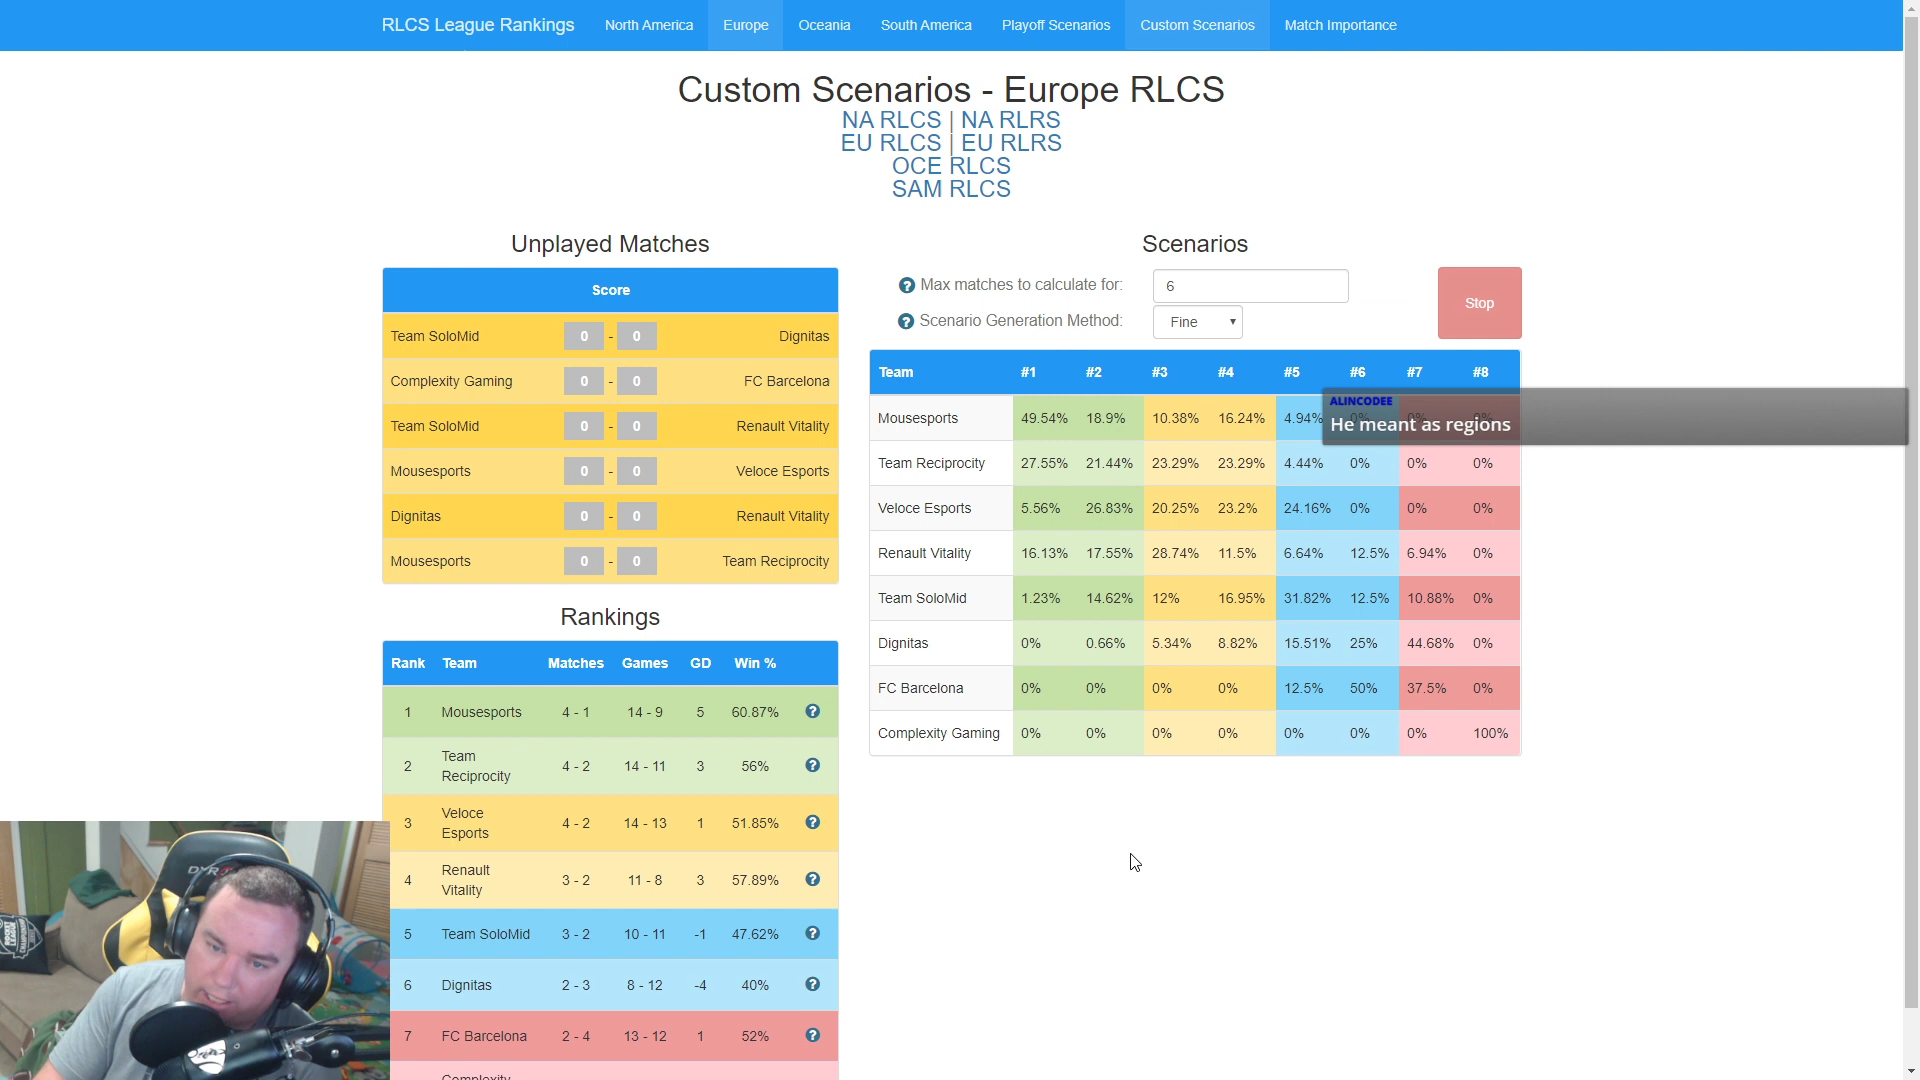 RLCS League Rankings North America Europe Oceania South America Playoff Scenarios Custom Scenarios Match Importance
Custom Scenarios - Europe RLCS
NA RLCS | NA RLRS
EU RLCS | EU RLRS
OCE RLCS
SAM RLCS
Unplayed Matches
Score
Team SoloMid 0 - 0 Dignitas
Complexity Gaming 0 - 0 FC Barcelona
Team SoloMid 0 - 0 Renault Vitality
Mousesports 0 - 0 Veloce Esports
Dignitas 0 - 0 Renault Vitality
Mousesports 0 - 0 Team Reciprocity
Rankings
Rank Team Matches Games GD Win %
1 Mousesports 4 - 1 14 - 9 5 60.87% ?
2 Team Reciprocity 4 - 2 14 - 11 3 56% ?
3 Veloce Esports 4 - 2 14 - 13 1 51.85% ?
4 Renault Vitality 3 - 2 11 - 8 3 57.89% ?
5 Team SoloMid 3 - 2 10 - 11 -1 47.62% ?
6 Dignitas 2 - 3 8 - 12 -4 40% ?
7 FC Barcelona 2 - 4 13 - 12 1 52% ?
Complexity
Scenarios
? Max matches to calculate for: 6
? Scenario Generation Method: Fine
Stop
Team #1 #2 #3 #4 #5 #6 #7 #8
Mousesports 49.54% 18.9% 10.38% 16.24% 4.94% 0% 0% 0%
Team Reciprocity 27.55% 21.44% 23.29% 23.29% 4.44% 0% 0% 0%
Veloce Esports 5.56% 26.83% 20.25% 23.2% 24.16% 0% 0% 0%
Renault Vitality 16.13% 17.55% 28.74% 11.5% 6.64% 12.5% 6.94% 0%
Team SoloMid 1.23% 14.62% 12% 16.95% 31.82% 12.5% 10.88% 0%
Dignitas 0% 0.66% 5.34% 8.82% 15.51% 25% 44.68% 0%
FC Barcelona 0% 0% 0% 0% 12.5% 50% 37.5% 0%
Complexity Gaming 0% 0% 0% 0% 0% 0% 0% 100%
ALINCODEE
He meant as regions